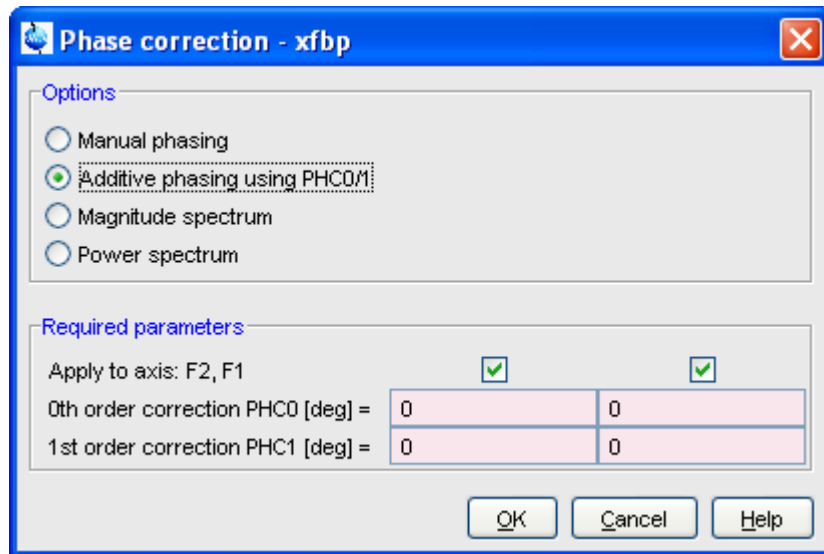 Phase correction - xfbp
Options
Manual phasing
Additive phasing using PHC0/1
Magnitude spectrum
Power spectrum
Required parameters
Apply to axis: F2, F1
0th order correction PHC0 [deg] = 0 0
1st order correction PHC1 [deg] = 0 0
OK Cancel Help